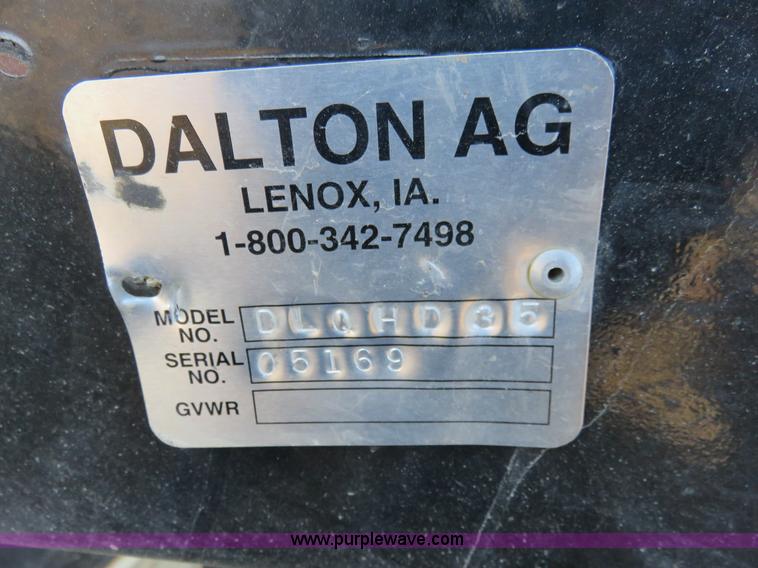 DALTON AG
LENOX, IA.
1-800-342-7498
MODEL NO. DLQHD35
SERIAL NO. 05169
GVWR
www.purplewave.com